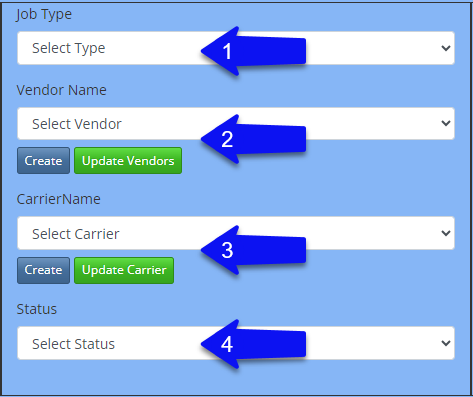 Job Type
Select Type
1
Vendor Name
Select Vendor
2
Create Update Vendors
CarrierName
Select Carrier
3
Create Update Carrier
Status
Select Status
4